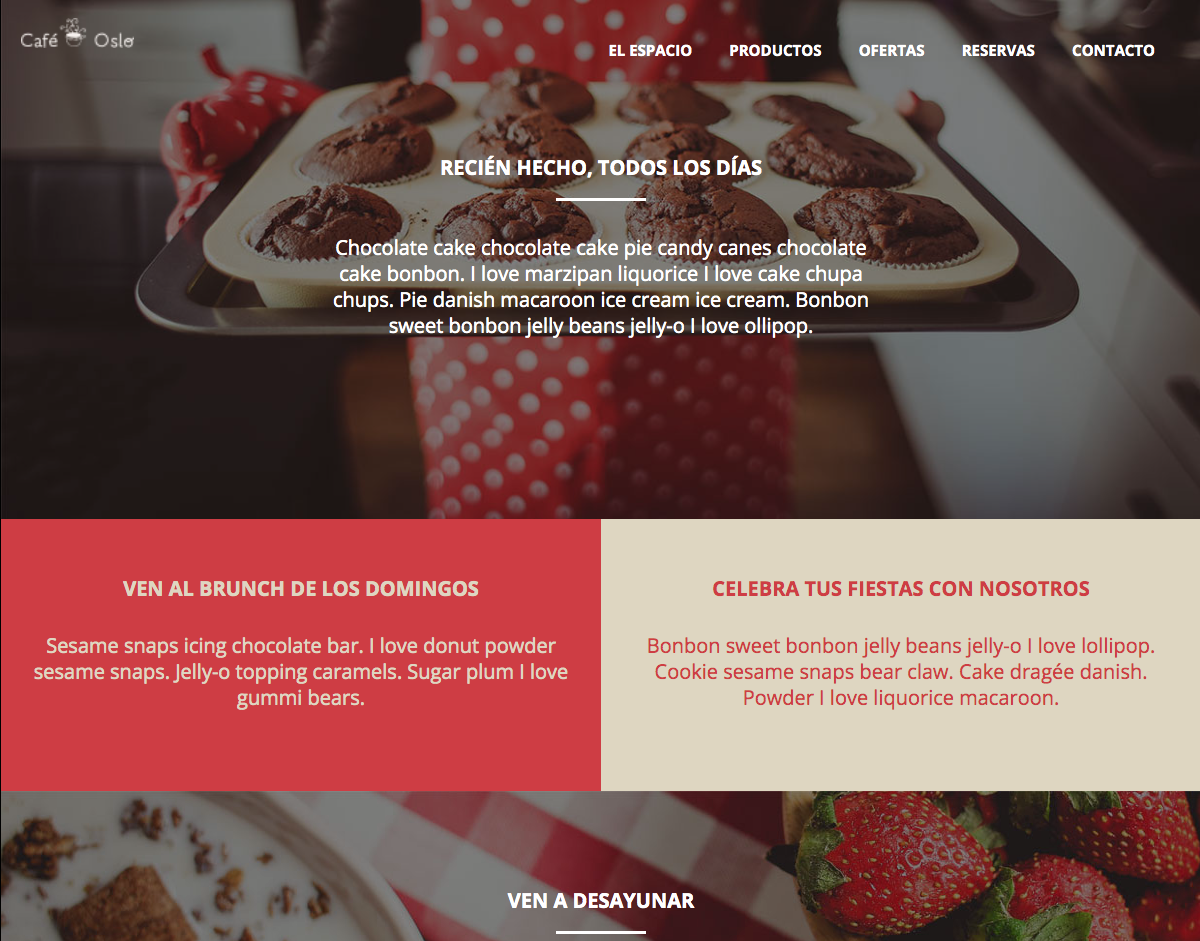 Café Oslo
EL ESPACIO PRODUCTOS OFERTAS RESERVAS CONTACTO
RECIÉN HECHO, TODOS LOS DÍAS
Chocolate cake chocolate cake pie candy canes chocolate
cake bonbon. I love marzipan liquorice I love cake chupa
chups. Pie danish macaroon ice cream ice cream. Bonbon
sweet bonbon jelly beans jelly-o I love ollipop.
VEN AL BRUNCH DE LOS DOMINGOS
Sesame snaps icing chocolate bar. I love donut powder
sesame snaps. Jelly-o topping caramels. Sugar plum I love
gummi bears.
CELEBRA TUS FIESTAS CON NOSOTROS
Bonbon sweet bonbon jelly beans jelly-o I love lollipop.
Cookie sesame snaps bear claw. Cake dragée danish.
Powder I love liquorice macaroon.
VEN A DESAYUNAR